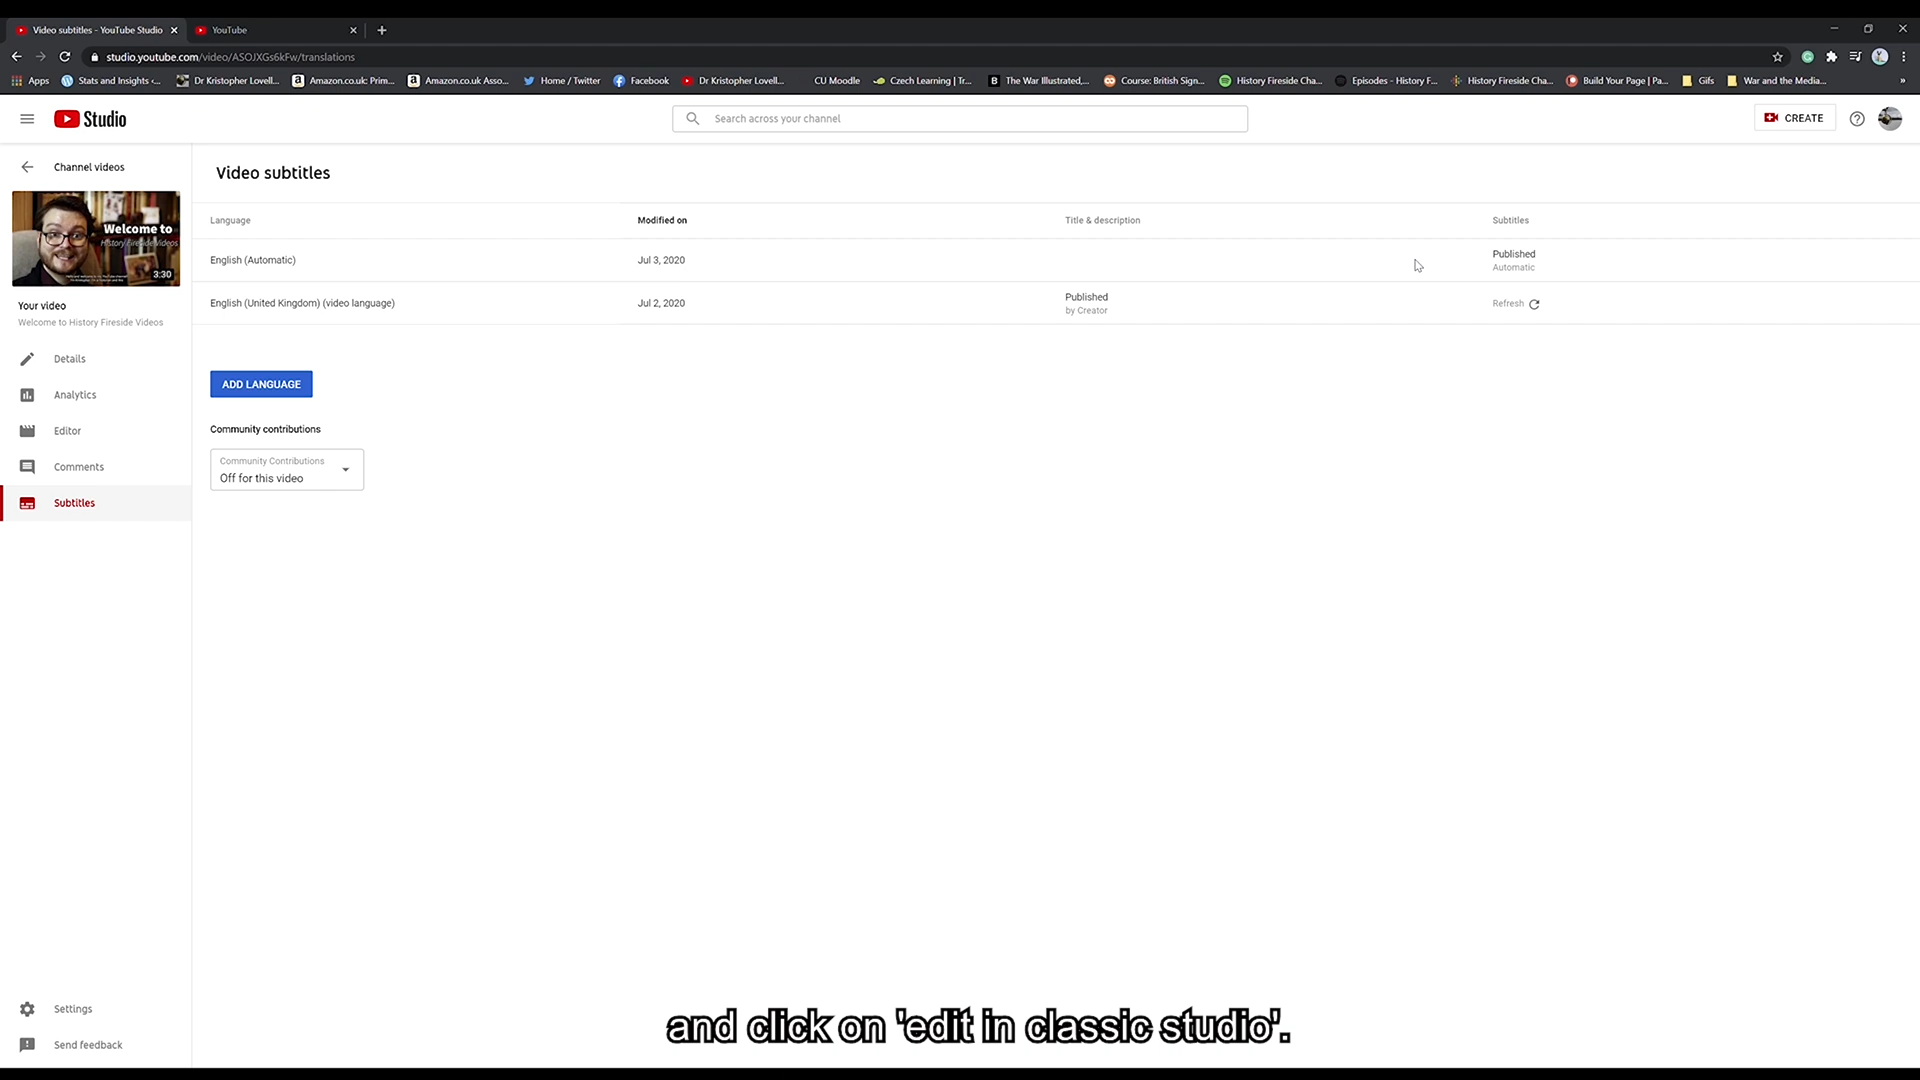 Video subtitles - YouTube Studio
YouTube
studio.youtube.com/video/ASOJXGs6kFw/translations
Apps
Stats and Insights ‹...
Dr Kristopher Lovell...
Amazon.co.uk: Prim...
Amazon.co.uk Asso...
Home / Twitter
Facebook
Dr Kristopher Lovell...
CU Moodle
Czech Learning | Tr...
The War Illustrated,...
Course: British Sign...
History Fireside Cha...
Episodes - History F...
History Fireside Cha...
Build Your Page | Pa...
Gifs
War and the Media...
Studio
Search across your channel
CREATE
Channel videos
Welcome to
History Fireside Videos
3:30
Your video
Welcome to History Fireside Videos
Details
Analytics
Editor
Comments
Subtitles
Settings
Send feedback
Video subtitles
Language Modified on Title & description Subtitles
English (Automatic) Jul 3, 2020 Published
Automatic
English (United Kingdom) (video language) Jul 2, 2020 Published Refresh
by Creator
ADD LANGUAGE
Community contributions
Community Contributions
Off for this video
and click on 'edit in classic studio'.